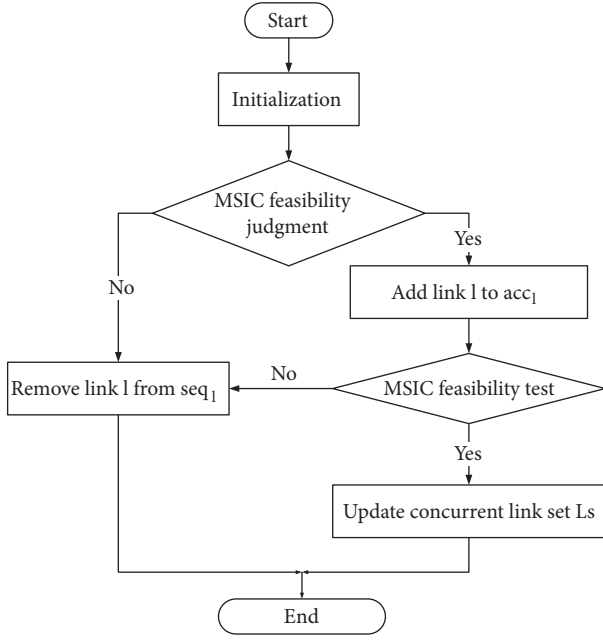 Start
Initialization
MSIC feasibility
judgment
Yes
No
Add link l to acc₁
Remove link l from seq₁
No
MSIC feasibility test
Yes
Update concurrent link set Ls
End